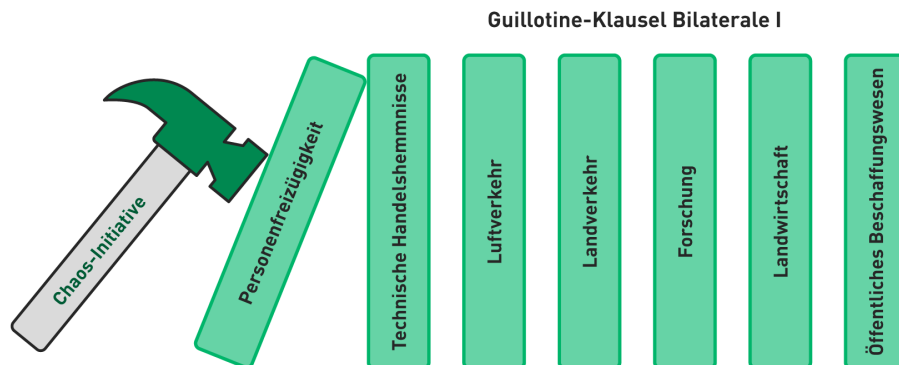 Guillotine-Klausel Bilaterale I
Chaos-Initiative
Personenfreizügigkeit
Technische Handelshemmnisse
Luftverkehr
Landverkehr
Forschung
Landwirtschaft
Öffentliches Beschaffungswesen